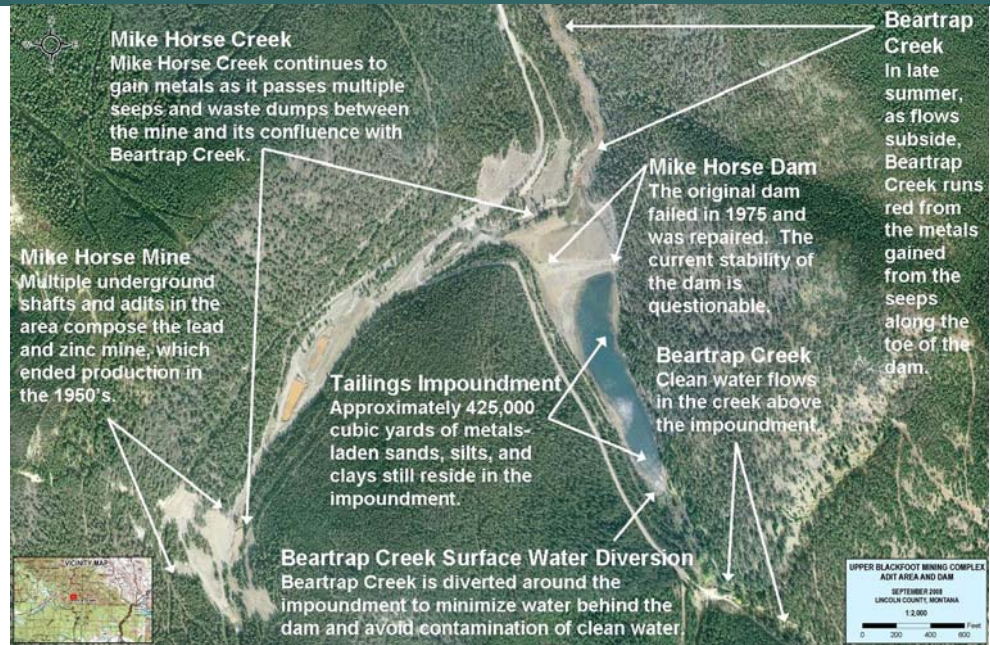 Mike Horse Creek
Mike Horse Creek continues to
gain metals as it passes multiple
seeps and waste dumps between
the mine and its confluence with
Beartrap Creek.
Beartrap
Creek
In late
summer,
as flows
subside,
Beartrap
Creek runs
red from
the metals
gained
from the
seeps
along the
toe of the
dam.
Mike Horse Dam
The original dam
failed in 1975 and
was repaired. The
current stability of
the dam is
questionable.
Mike Horse Mine
Multiple underground
shafts and adits in the
area compose the lead
and zinc mine, which
ended production in
the 1950's.
Tailings Impoundment
Approximately 425,000
cubic yards of metals-
laden sands, silts, and
clays still reside in the
impoundment.
Beartrap Creek
Clean water flows
in the creek above
the impoundment.
Beartrap Creek Surface Water Diversion
Beartrap Creek is diverted around the
impoundment to minimize water behind the
dam and avoid contamination of clean water.
VICINITY MAP
UPPER BLACKFOOT MINING COMPLEX
ADIT AREA AND DAM
LINCOLN COUNTY, MONTANA
1:2,000
Feet
0 200 400 600